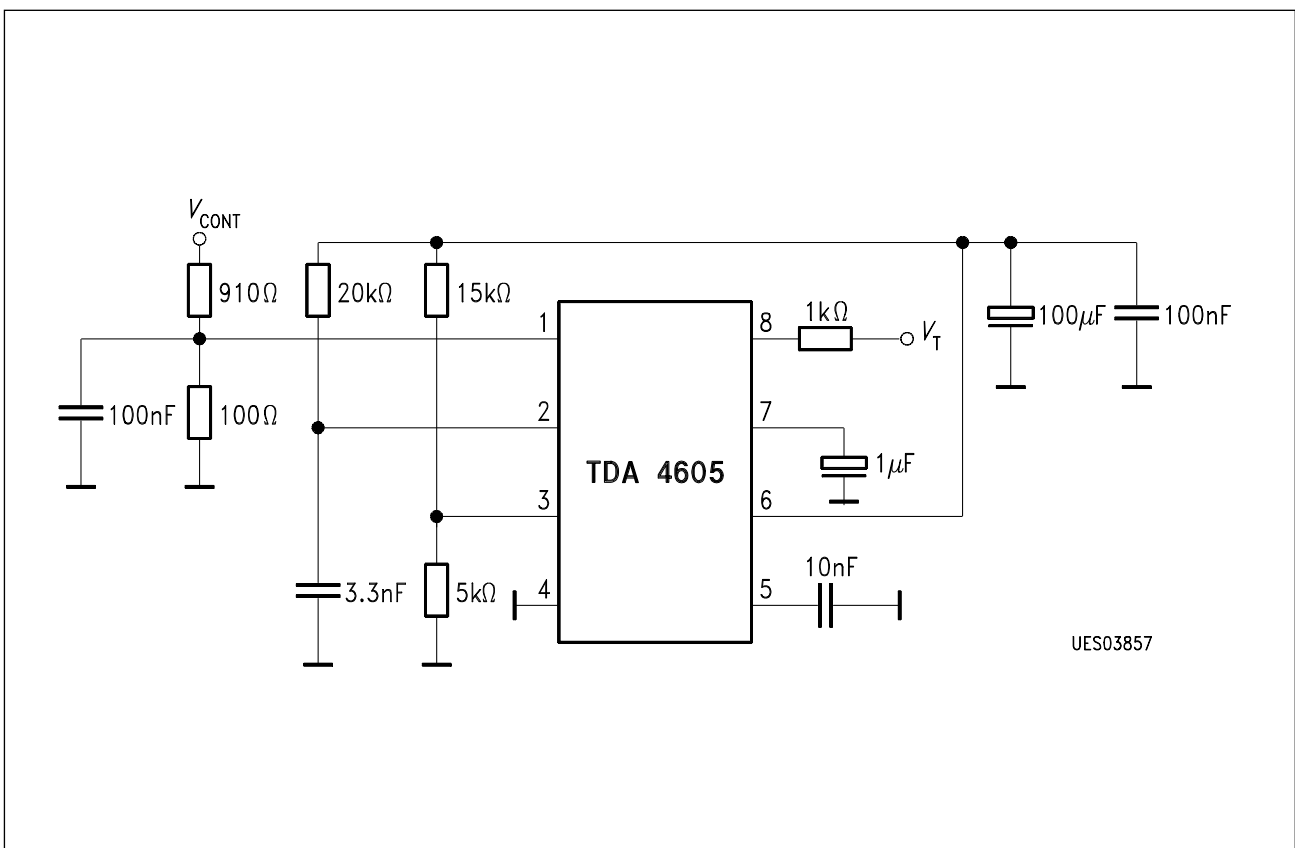 V_CONT
910Ω
20kΩ
15kΩ
1
8
1kΩ
V_T
100µF
100nF
100nF
100Ω
2
7
TDA 4605
1µF
3
6
3.3nF
5kΩ
4
5
10nF
UES03857